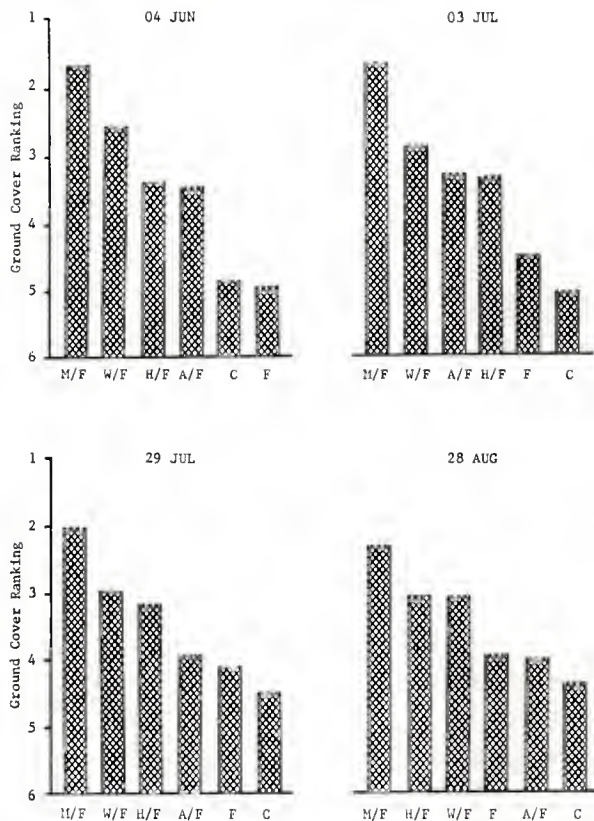 04 JUN
1
2
3
4
5
6
Ground Cover Ranking
M/F W/F H/F A/F C F
03 JUL
M/F W/F A/F H/F F C
29 JUL
1
2
3
4
5
6
Ground Cover Ranking
M/F W/F H/F A/F F C
28 AUG
M/F H/F W/F F A/F C